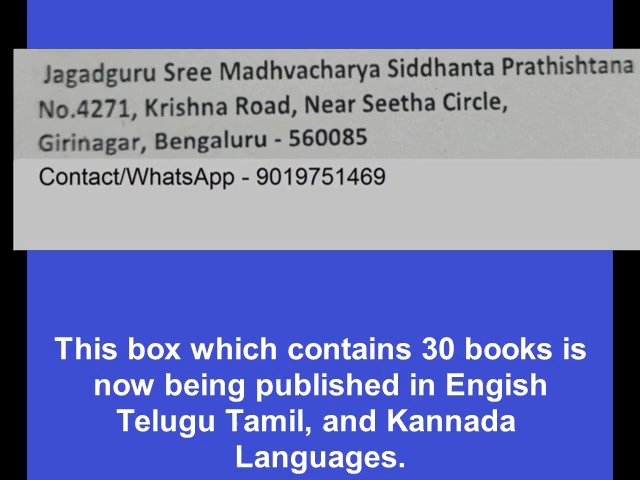 Jagadguru Sree Madhvacharya Siddhanta Prathishtana
No.4271, Krishna Road, Near Seetha Circle,
Girinagar, Bengaluru - 560085
Contact/WhatsApp - 9019751469
This box which contains 30 books is
now being published in Engish
Telugu Tamil, and Kannada
Languages.